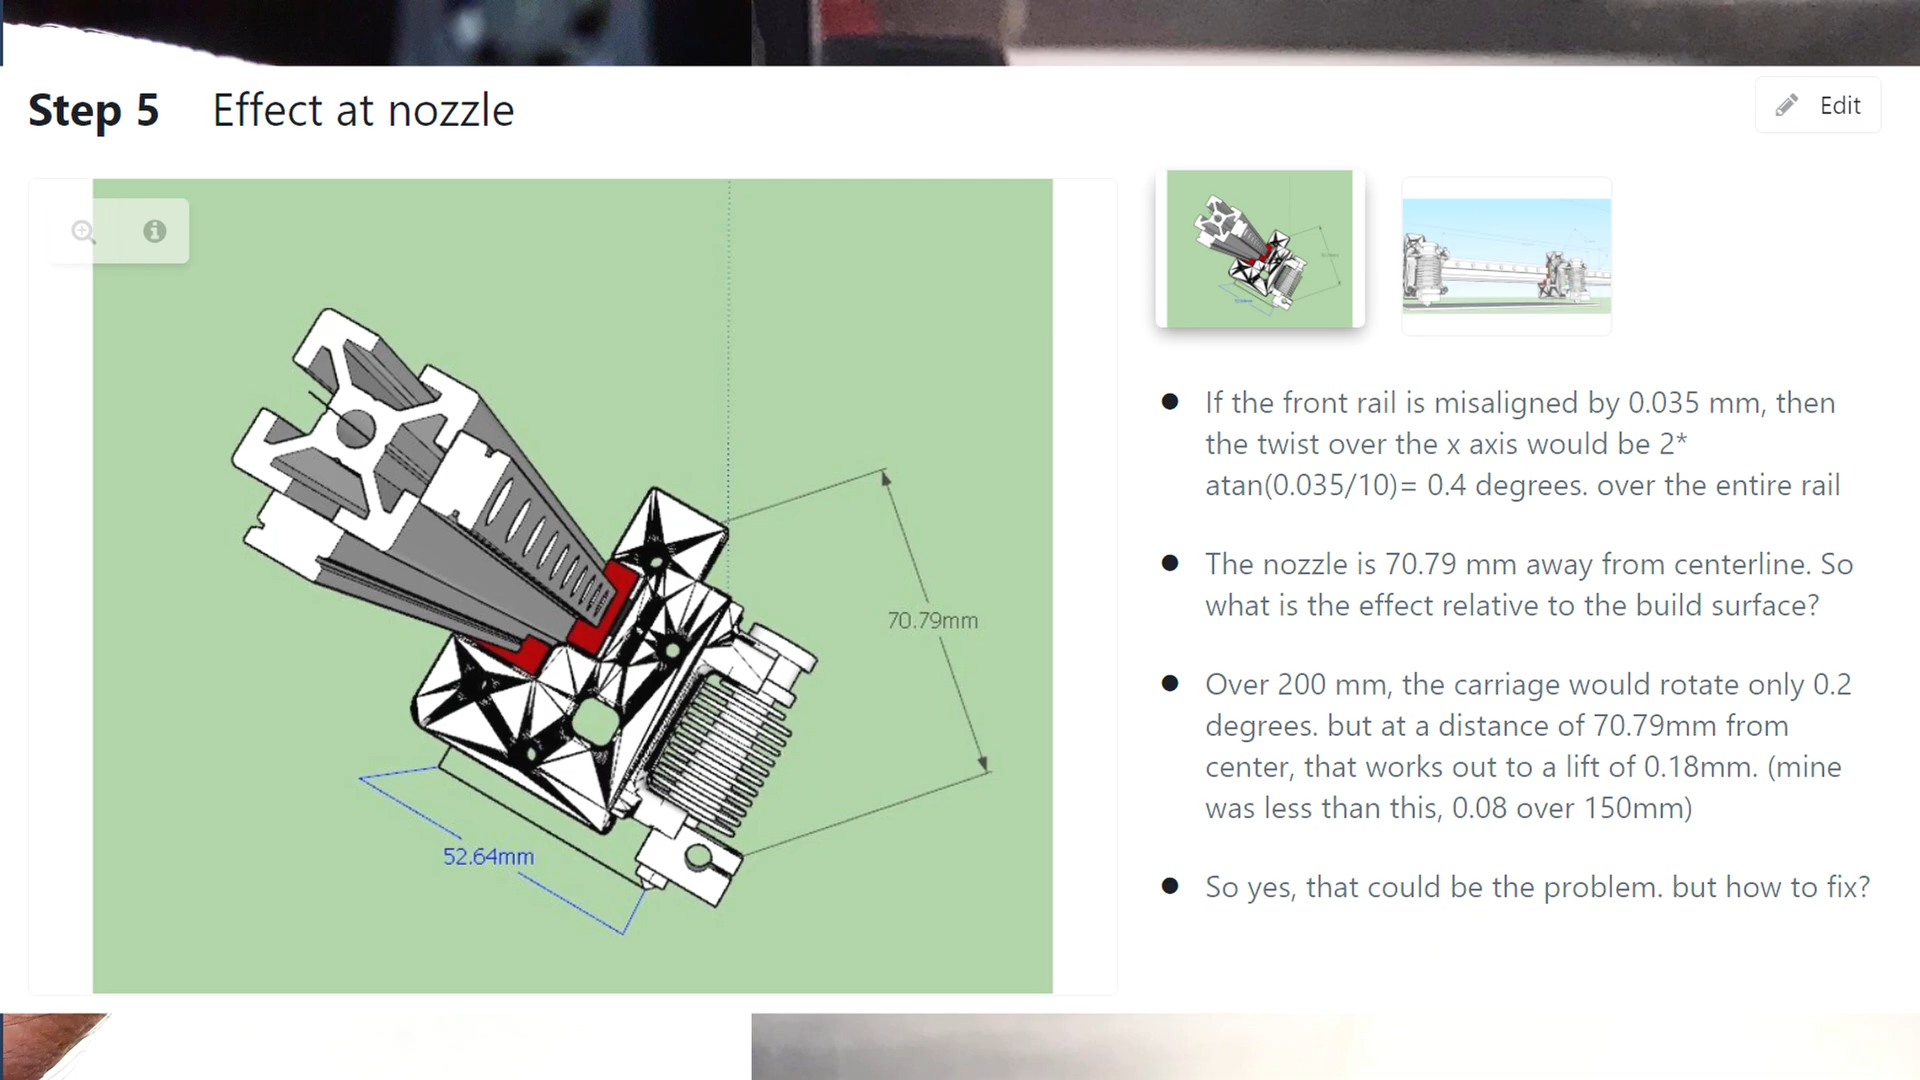 Step 5 Effect at nozzle
Edit
70.79mm
52.64mm
If the front rail is misaligned by 0.035 mm, then
the twist over the x axis would be 2*
atan(0.035/10)= 0.4 degrees. over the entire rail
The nozzle is 70.79 mm away from centerline. So
what is the effect relative to the build surface?
Over 200 mm, the carriage would rotate only 0.2
degrees. but at a distance of 70.79mm from
center, that works out to a lift of 0.18mm. (mine
was less than this, 0.08 over 150mm)
So yes, that could be the problem. but how to fix?